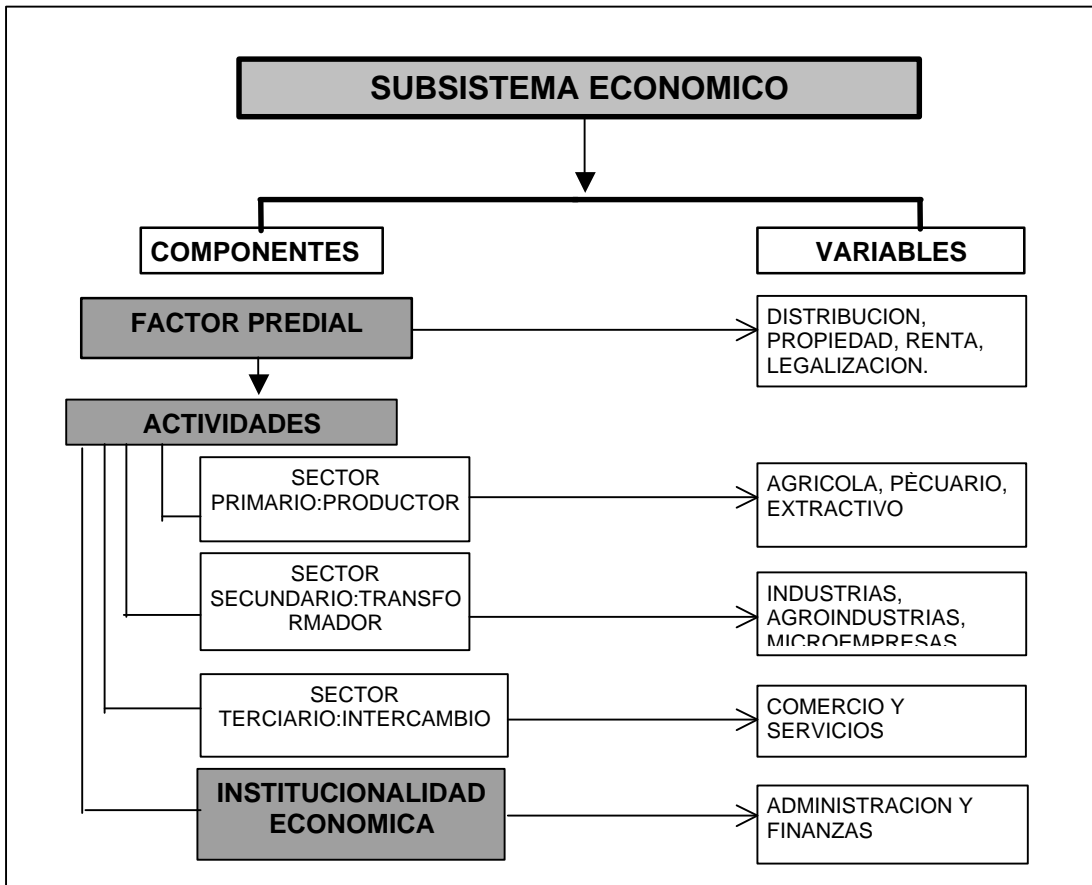 SUBSISTEMA ECONOMICO
COMPONENTES
VARIABLES
FACTOR PREDIAL
DISTRIBUCION,
PROPIEDAD, RENTA,
LEGALIZACION.
ACTIVIDADES
SECTOR
PRIMARIO:PRODUCTOR
AGRICOLA, PÈCUARIO,
EXTRACTIVO
SECTOR
SECUNDARIO:TRANSFO
RMADOR
INDUSTRIAS,
AGROINDUSTRIAS,
MICROEMPRESAS
SECTOR
TERCIARIO:INTERCAMBIO
COMERCIO Y
SERVICIOS
INSTITUCIONALIDAD
ECONOMICA
ADMINISTRACION Y
FINANZAS